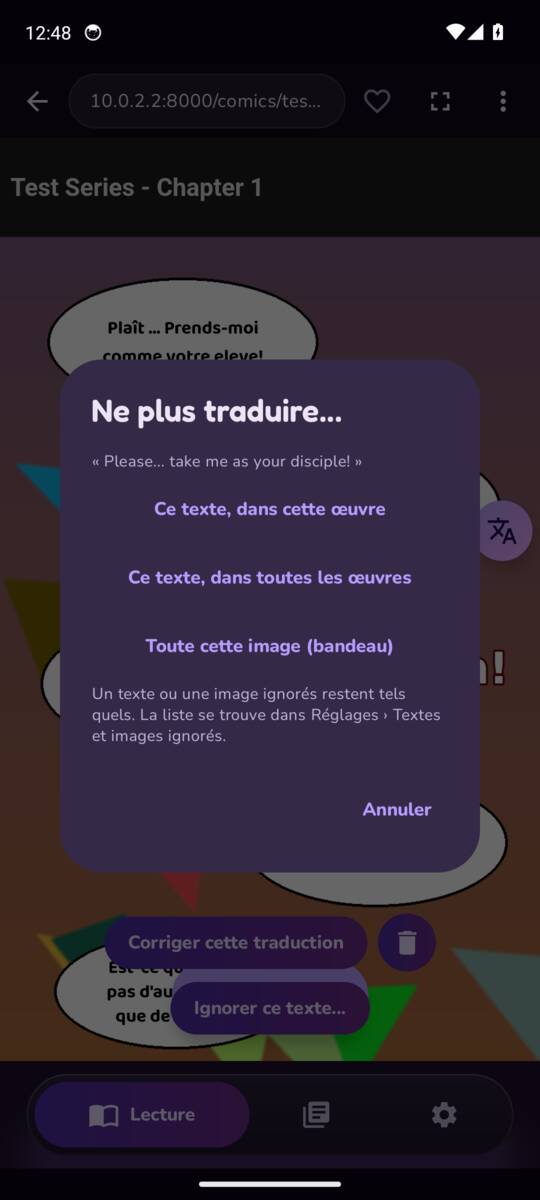 12:48
10.0.2.2:8000/comics/tes...
Test Series - Chapter 1
Plaît ... Prends-moi
comme votre eleve!
Ne plus traduire...
« Please... take me as your disciple! »
Ce texte, dans cette œuvre
Ce texte, dans toutes les œuvres
Toute cette image (bandeau)
Un texte ou une image ignorés restent tels
quels. La liste se trouve dans Réglages › Textes
et images ignorés.
Annuler
Corriger cette traduction
pas d'au
que de
Ignorer ce texte...
Lecture